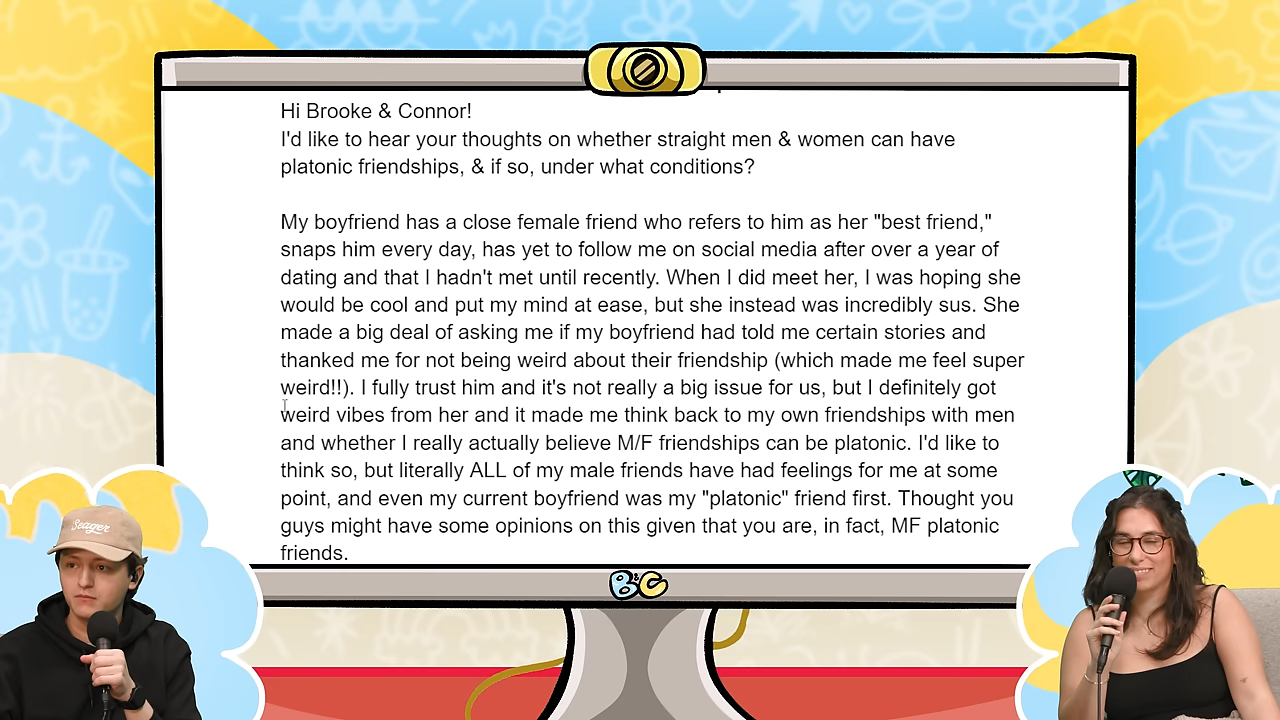 Hi Brooke & Connor!
I'd like to hear your thoughts on whether straight men & women can have
platonic friendships, & if so, under what conditions?
My boyfriend has a close female friend who refers to him as her "best friend,"
snaps him every day, has yet to follow me on social media after over a year of
dating and that I hadn't met until recently. When I did meet her, I was hoping she
would be cool and put my mind at ease, but she instead was incredibly sus. She
made a big deal of asking me if my boyfriend had told me certain stories and
thanked me for not being weird about their friendship (which made me feel super
weird!!). I fully trust him and it's not really a big issue for us, but I definitely got
weird vibes from her and it made me think back to my own friendships with men
and whether I really actually believe M/F friendships can be platonic. I'd like to
think so, but literally ALL of my male friends have had feelings for me at some
point, and even my current boyfriend was my "platonic" friend first. Thought you
guys might have some opinions on this given that you are, in fact, MF platonic
friends.
Seager
B&C